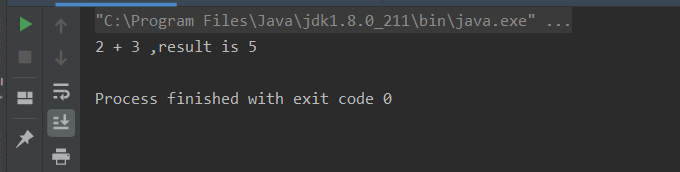 "C:\Program Files\Java\jdk1.8.0_211\bin\java.exe" ...
2 + 3 ,result is 5
Process finished with exit code 0